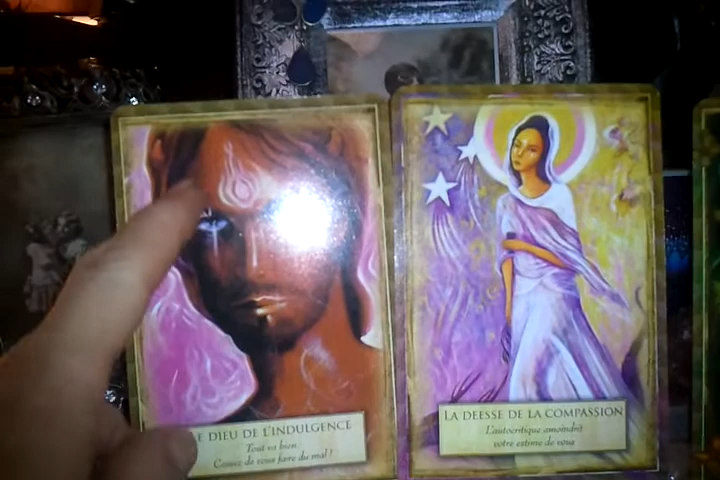 E DIEU DE L'INDULGENCE
Tout va bien.
Cessez de vous faire du mal !
LA DEESSE DE LA COMPASSION
L'autocritique amoindrit
votre estime de vous